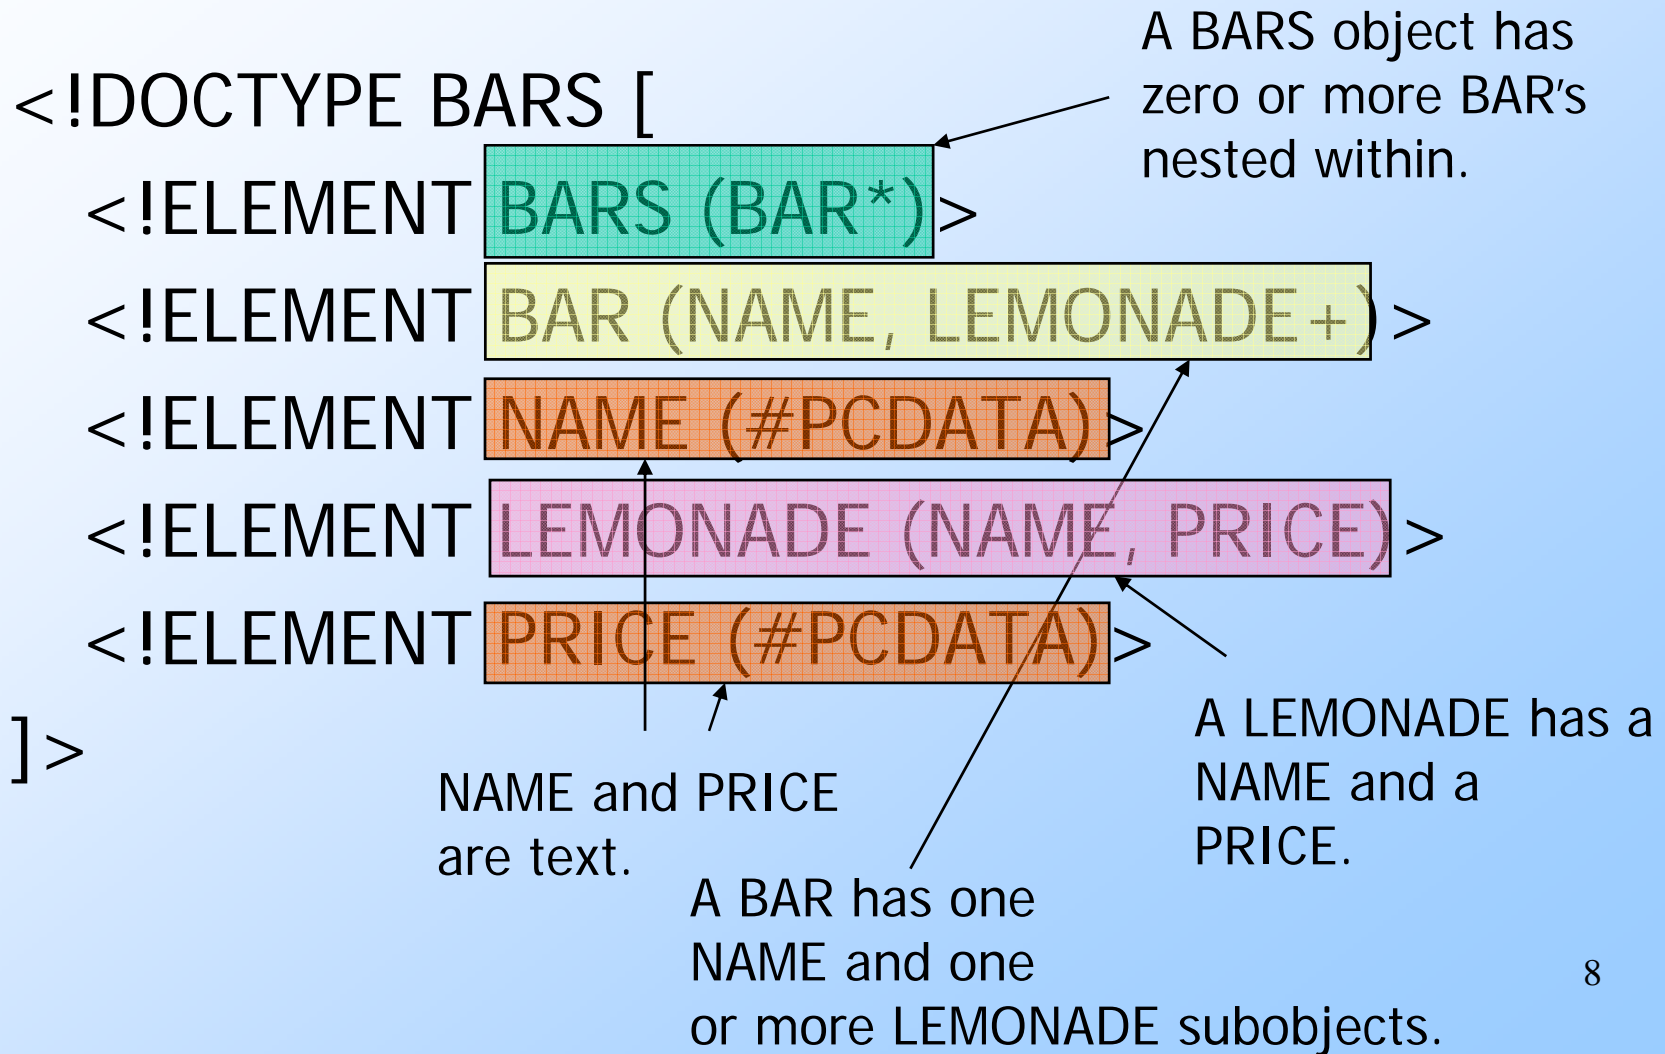 A BARS object has
zero or more BAR's
nested within.
<!DOCTYPE BARS [
<!ELEMENT BARS (BAR*)>
<!ELEMENT BAR (NAME, LEMONADE+)>
<!ELEMENT NAME (#PCDATA)>
<!ELEMENT LEMONADE (NAME, PRICE)>
<!ELEMENT PRICE (#PCDATA)>
]>
A LEMONADE has a
NAME and a
PRICE.
NAME and PRICE
are text.
A BAR has one
NAME and one
or more LEMONADE subobjects.
8